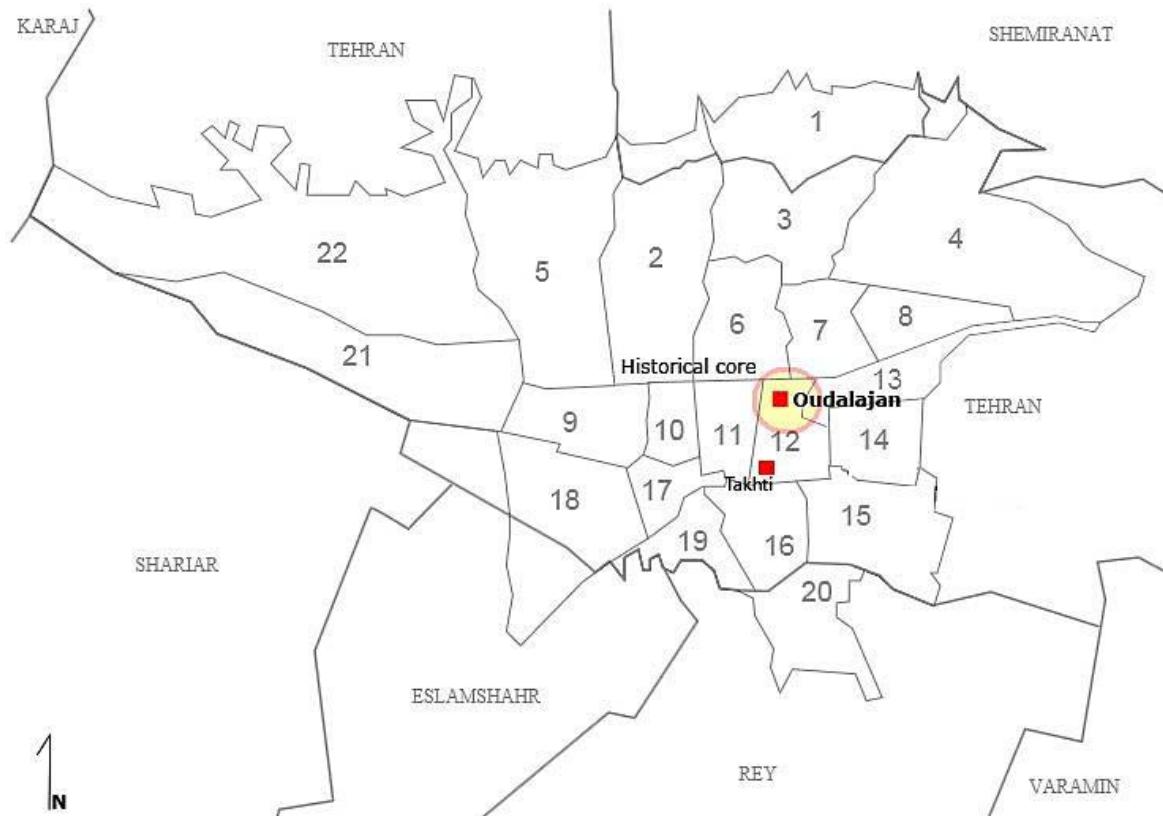 KARAJ
TEHRAN
SHEMIRANAT
1
3
4
22
5
2
6
7
8
21
Historical core
13
Oudalajan
TEHRAN
9
10
11
12
14
Takhti
17
18
15
19
16
SHARIAR
20
ESLAMSHAHR
REY
VARAMIN
N